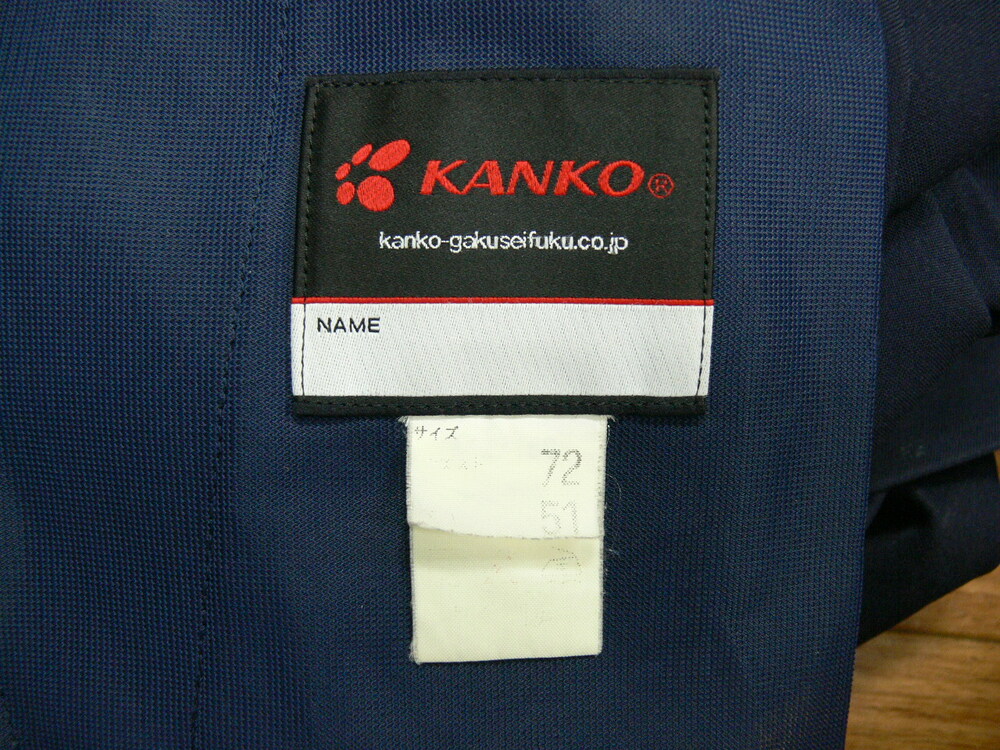 KANKO®
kanko-gakuseifuku.co.jp
NAME
サイズ
72
51